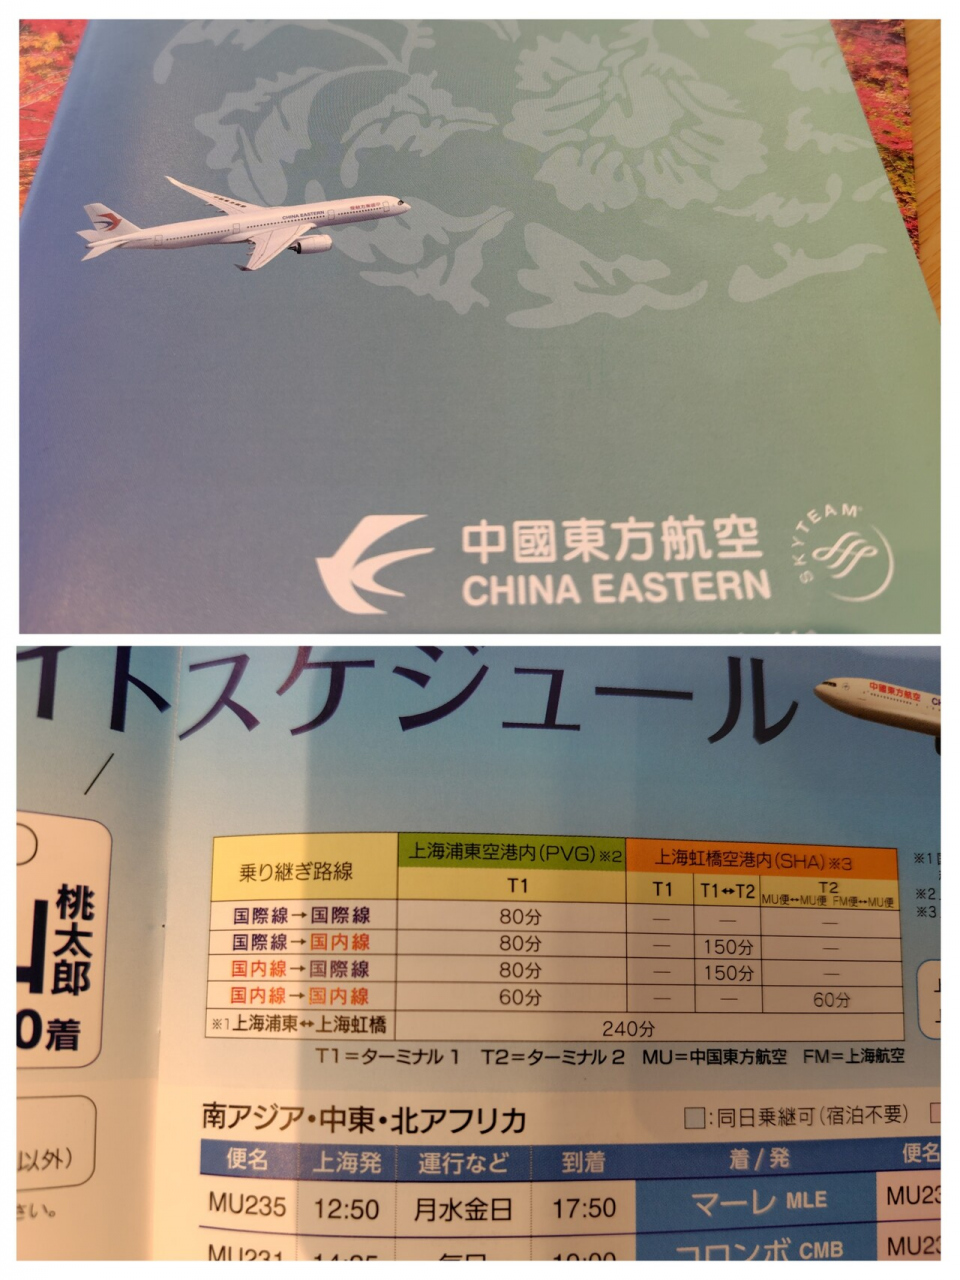 CHINA EASTERN
中國東方航空
CHINA EASTERN
SKYTEAM
イトスケジュール
中國東方航空
桃太郎
0着
以外)
さい。
乗り継ぎ路線 上海浦東空港内(PVG)※2 上海虹橋空港内(SHA)※3
T1 T1 T1↔T2 T2
MU便↔MU便 FM便↔MU便
国際線→国際線 80分 — — —
国際線→国内線 80分 — 150分 —
国内線→国際線 80分 — 150分 —
国内線→国内線 60分 — — 60分
※1上海浦東↔上海虹橋 240分
※1
※2
※3
T1=ターミナル1 T2=ターミナル2 MU=中国東方航空 FM=上海航空
南アジア・中東・北アフリカ
:同日乗継可(宿泊不要)
便名 上海発 運行など 到着 着/発 便名
MU235 12:50 月水金日 17:50 マーレ MLE MU23
コロンボ CMB MU23